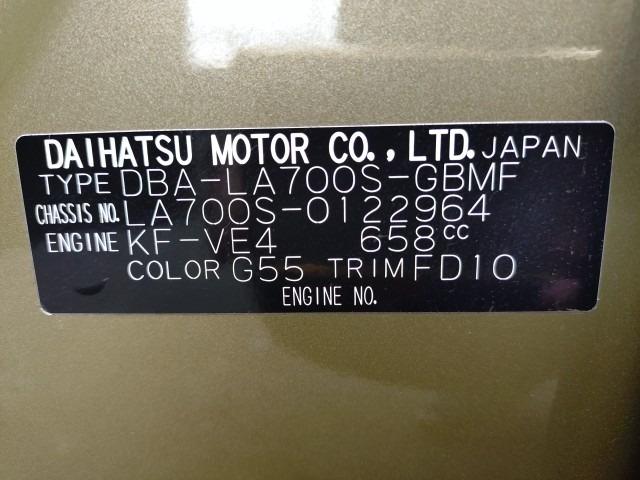 DAIHATSU MOTOR CO., LTD. JAPAN
TYPE DBA-LA700S-GBMF
CHASSIS NO. LA700S-0122964
ENGINE KF-VE4 658cc
COLOR G55 TRIM FD10
ENGINE NO.